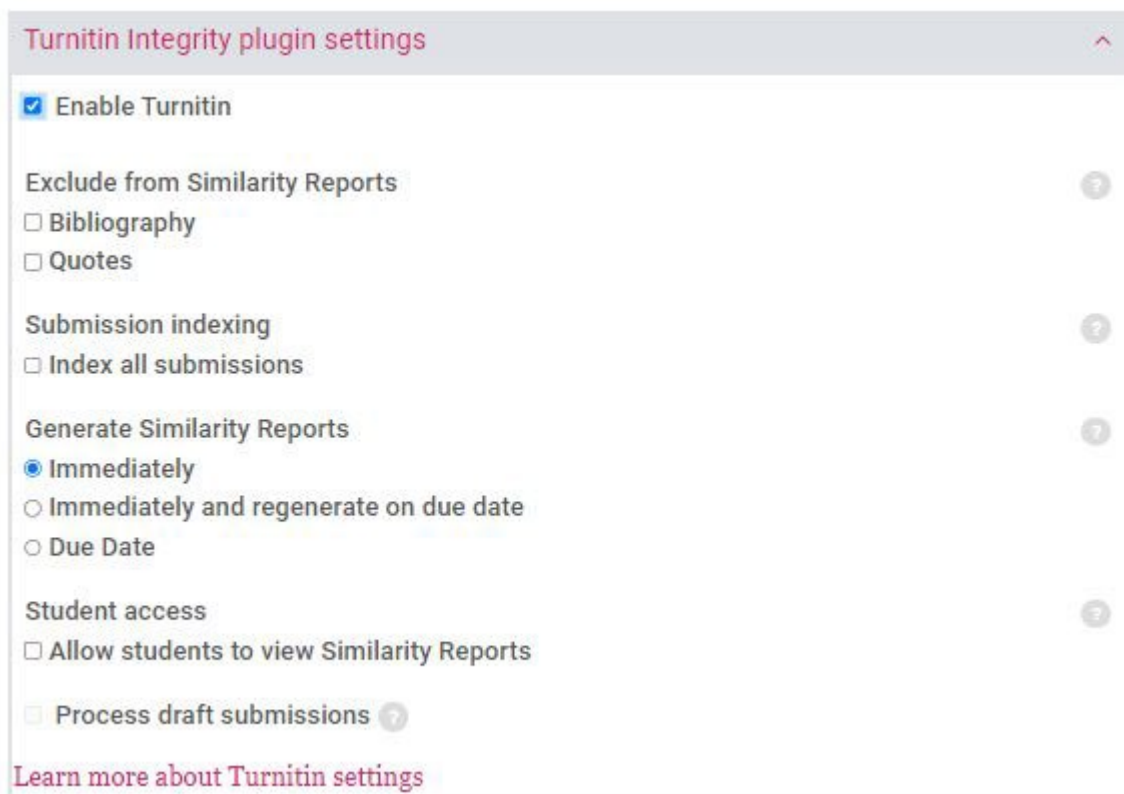 Turnitin Integrity plugin settings
Enable Turnitin
Exclude from Similarity Reports
?
Bibliography
Quotes
Submission indexing
?
Index all submissions
Generate Similarity Reports
?
Immediately
Immediately and regenerate on due date
Due Date
Student access
?
Allow students to view Similarity Reports
Process draft submissions ?
Learn more about Turnitin settings